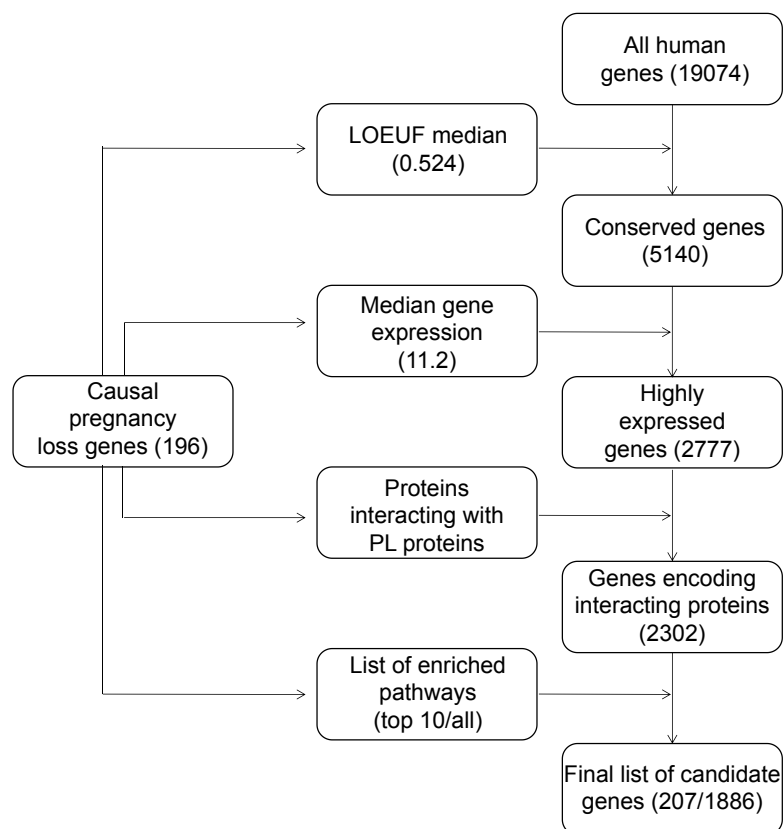 All human
genes (19074)
LOEUF median
(0.524)
Conserved genes
(5140)
Median gene
expression
(11.2)
Causal
pregnancy
loss genes (196)
Highly
expressed
genes (2777)
Proteins
interacting with
PL proteins
Genes encoding
interacting proteins
(2302)
List of enriched
pathways
(top 10/all)
Final list of candidate
genes (207/1886)